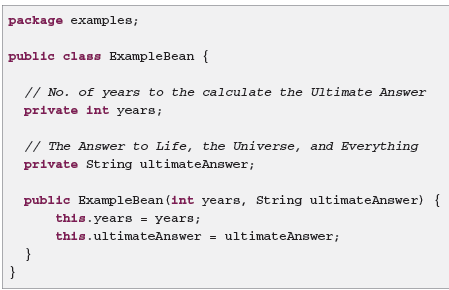 package examples;
public class ExampleBean {
// No. of years to the calculate the Ultimate Answer
private int years;
// The Answer to Life, the Universe, and Everything
private String ultimateAnswer;
public ExampleBean(int years, String ultimateAnswer) {
this.years = years;
this.ultimateAnswer = ultimateAnswer;
}
}